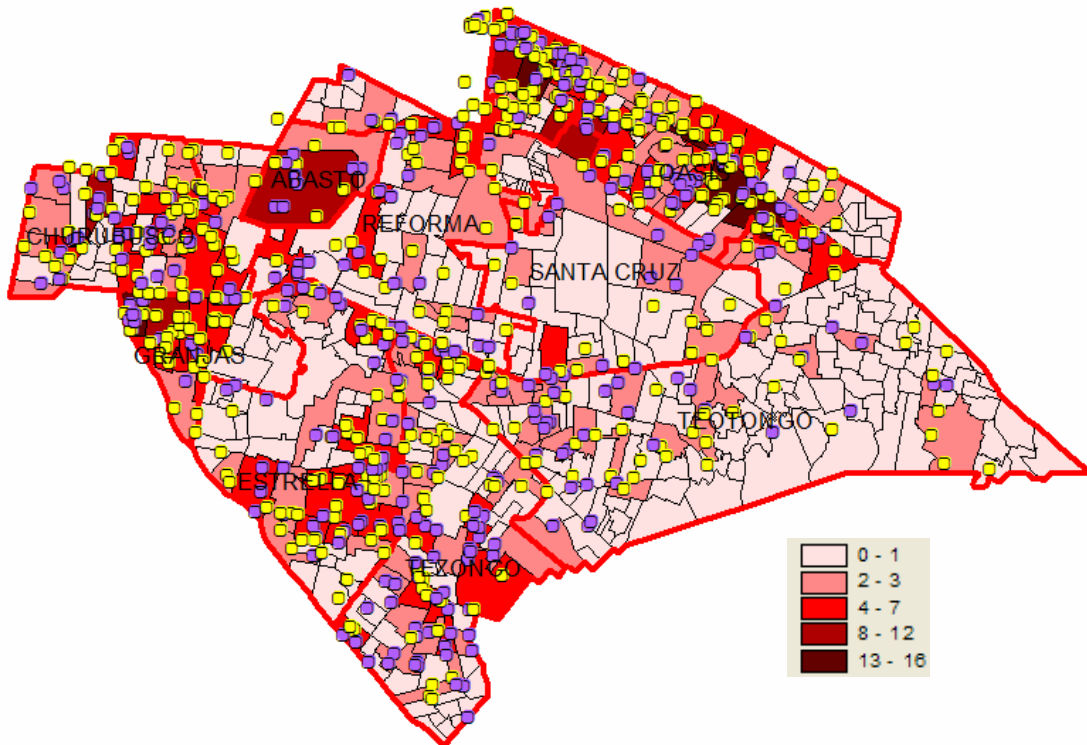 ABASTO
OASIS
REFORMA
CHURUBUSCO
SANTA CRUZ
GRANJAS
TEOTONGO
ESTRELLA
TEZONGO
0 - 1
2 - 3
4 - 7
8 - 12
13 - 16